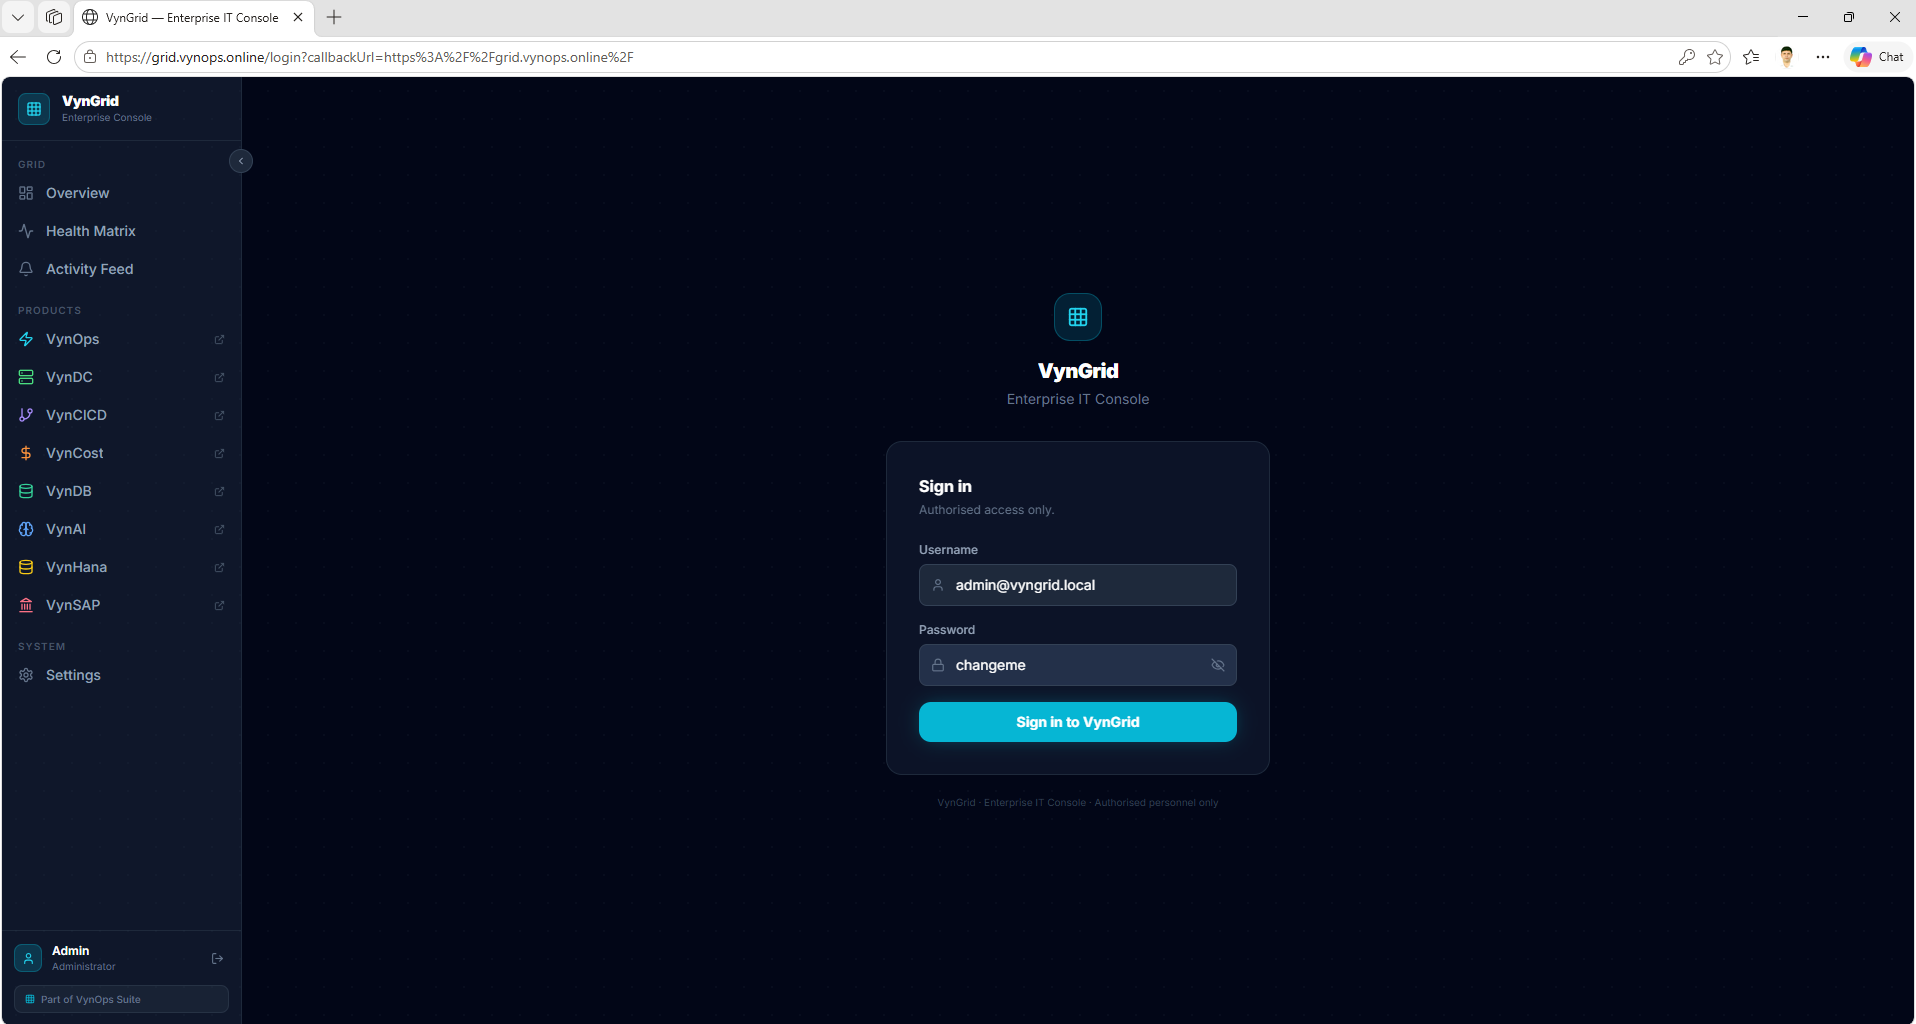 VynGrid — Enterprise IT Console
https://grid.vynops.online/login?callbackUrl=https%3A%2F%2Fgrid.vynops.online%2F
Chat
VynGrid
Enterprise Console
GRID
Overview
Health Matrix
Activity Feed
PRODUCTS
VynOps
VynDC
VynCICD
VynCost
VynDB
VynAI
VynHana
VynSAP
SYSTEM
Settings
Admin
Administrator
Part of VynOps Suite
VynGrid
Enterprise IT Console
Sign in
Authorised access only.
Username
admin@vyngrid.local
Password
changeme
Sign in to VynGrid
VynGrid · Enterprise IT Console · Authorised personnel only